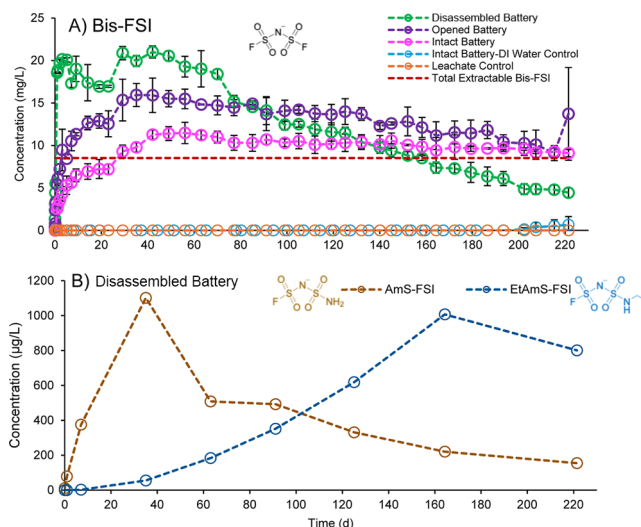 A) Bis-FSI
Disassembled Battery
Opened Battery
Intact Battery
Intact Battery-DI Water Control
Leachate Control
Total Extractable Bis-FSI
O O N⁻ O O
F S S F
Concentration (mg/L)
25
20
15
10
5
0
0 20 40 60 80 100 120 140 160 180 200 220
B) Disassembled Battery
AmS-FSI
EtAmS-FSI
O N⁻ O
F S S NH₂
O O
O N⁻ O
F S S N
O O H
Concentration (µg/L)
1200
1000
800
600
400
200
0
0 20 40 60 80 100 120 140 160 180 200 220
Time (d)